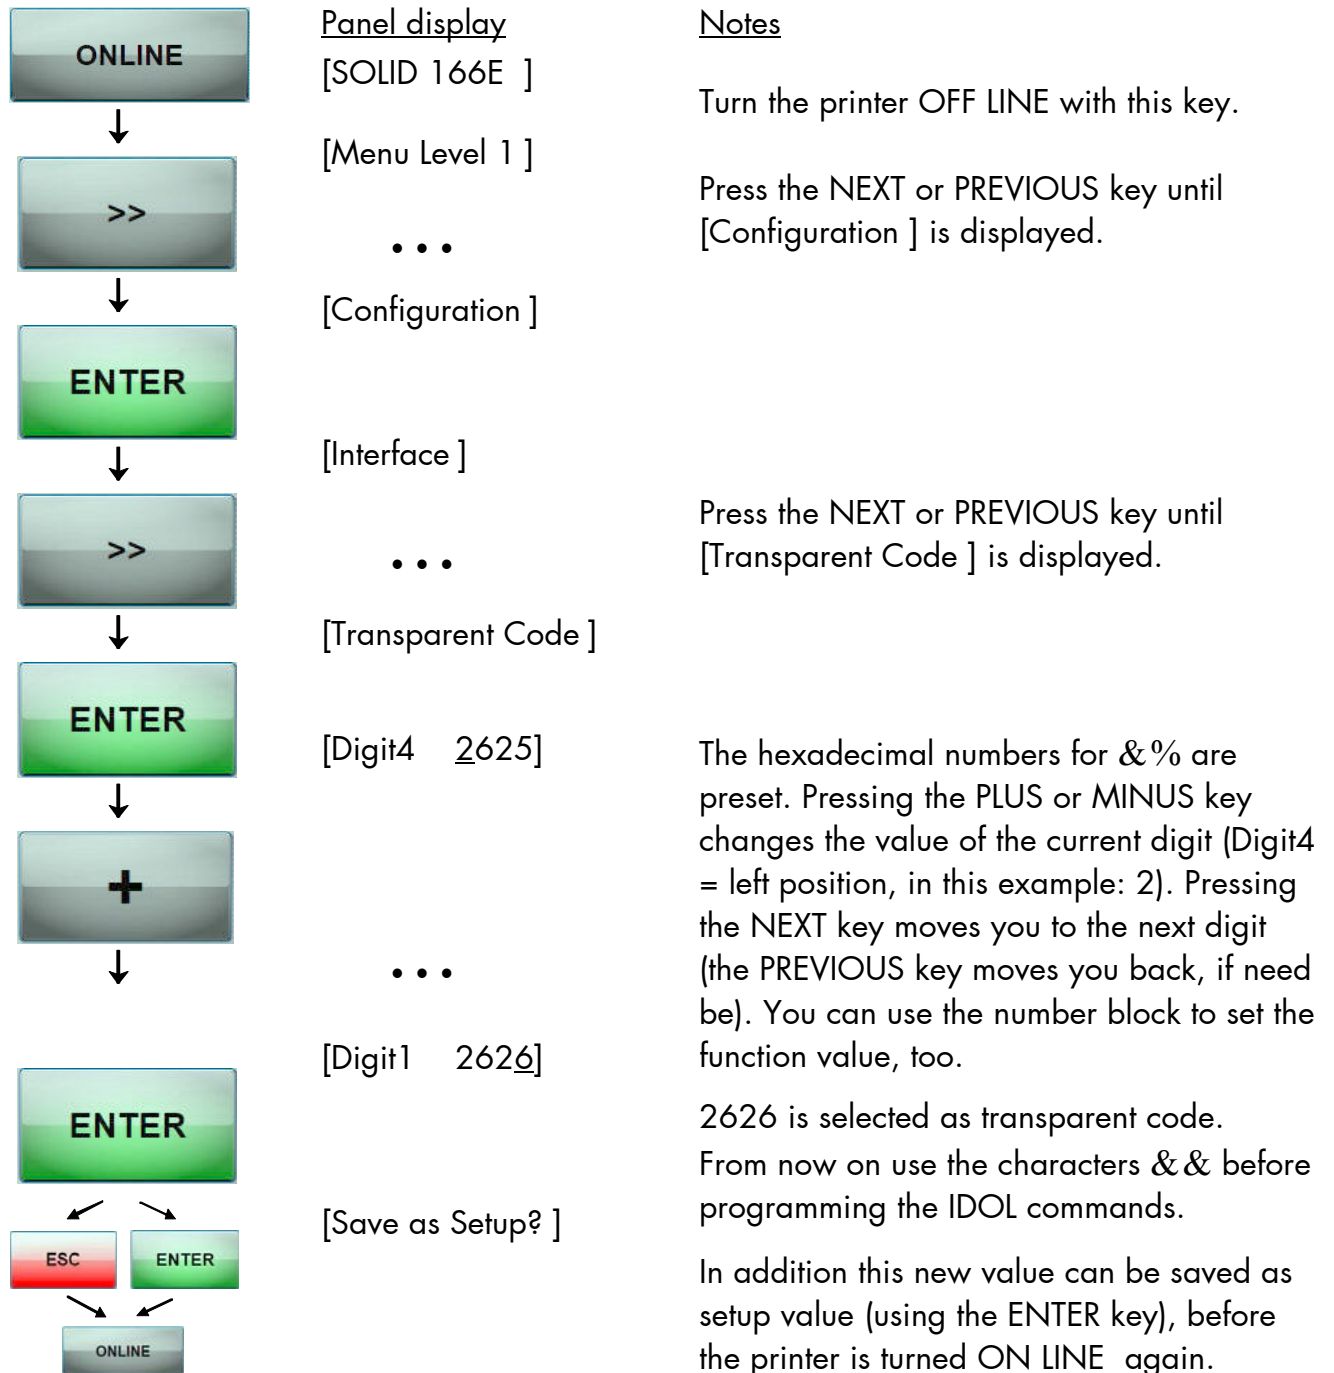 Panel display
Notes
ONLINE
[SOLID 166E ]
Turn the printer OFF LINE with this key.
[Menu Level 1 ]
>>
Press the NEXT or PREVIOUS key until
[Configuration ] is displayed.
• • •
[Configuration ]
ENTER
[Interface ]
>>
Press the NEXT or PREVIOUS key until
[Transparent Code ] is displayed.
• • •
[Transparent Code ]
ENTER
[Digit4 2625]
The hexadecimal numbers for &% are
preset. Pressing the PLUS or MINUS key
changes the value of the current digit (Digit4
= left position, in this example: 2). Pressing
the NEXT key moves you to the next digit
(the PREVIOUS key moves you back, if need
be). You can use the number block to set the
function value, too.
+
• • •
[Digit1 2626]
ENTER
2626 is selected as transparent code.
From now on use the characters && before
programming the IDOL commands.
[Save as Setup? ]
ESC
ENTER
In addition this new value can be saved as
setup value (using the ENTER key), before
the printer is turned ON LINE again.
ONLINE